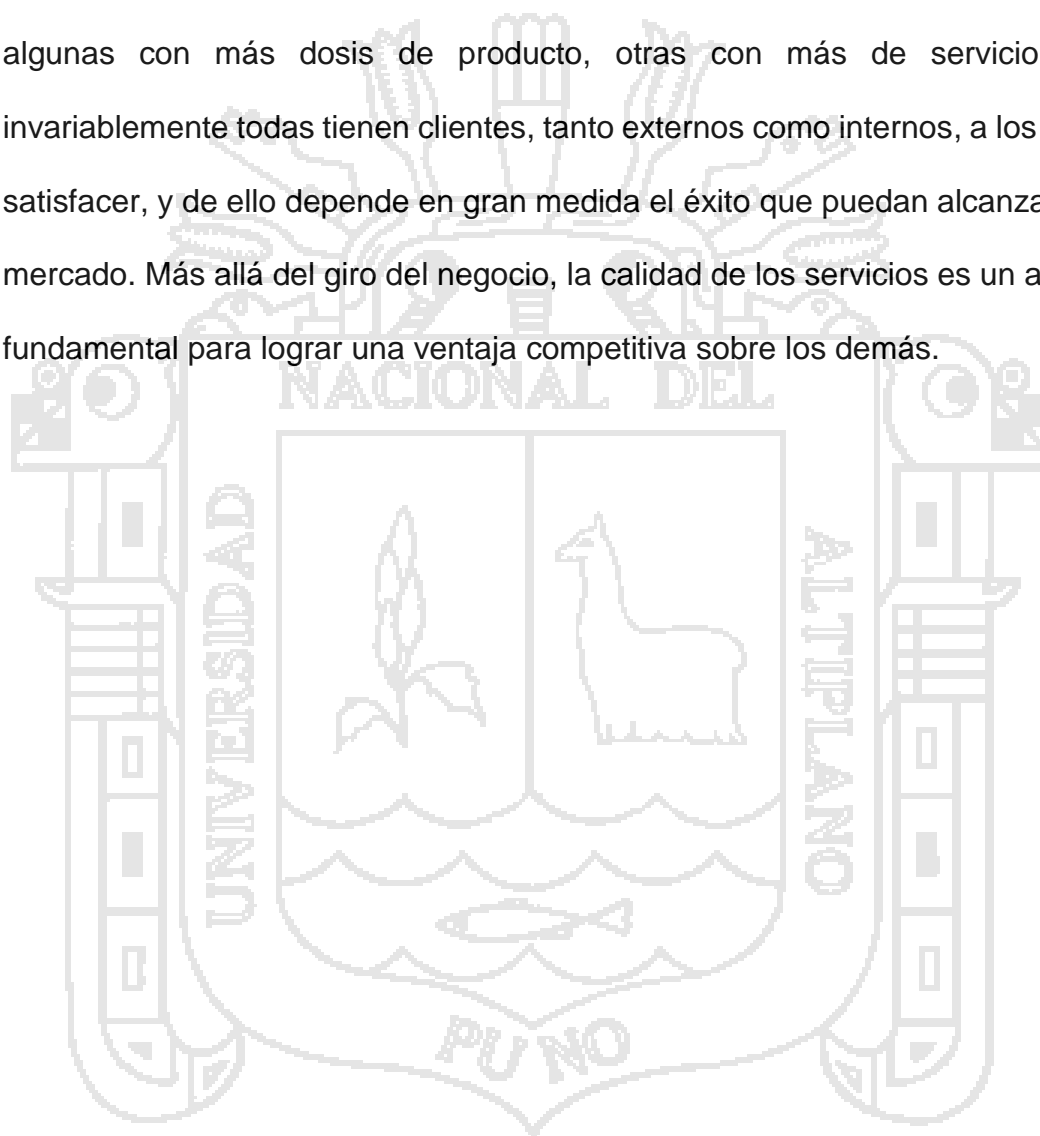 algunas con más dosis de producto, otras con más de servicio
invariablemente todas tienen clientes, tanto externos como internos, a los
satisfacer, y de ello depende en gran medida el éxito que puedan alcanza
mercado. Más allá del giro del negocio, la calidad de los servicios es un a
fundamental para lograr una ventaja competitiva sobre los demás.
NACIONAL DEL
UNIVERSIDAD
ALTIPLANO
PUNO